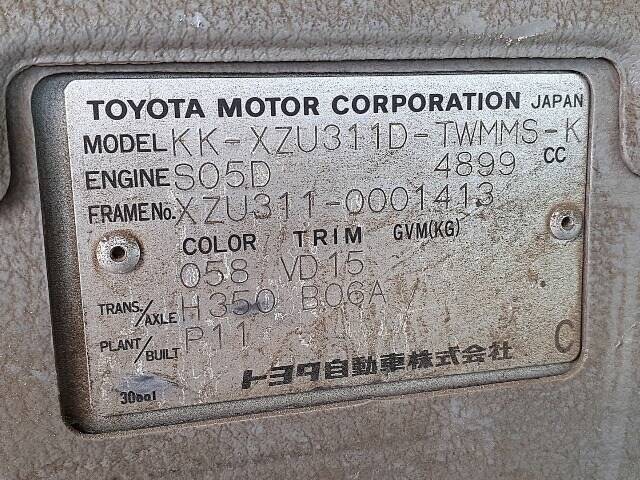 TOYOTA MOTOR CORPORATION JAPAN
MODEL KK-XZU311D-TWMMS-K
ENGINE S05D 4899 CC
FRAME No. XZU311-0001413
COLOR TRIM GVM(KG)
058 VD15
TRANS./AXLE H350 B06A
PLANT/BUILT P11
トヨタ自動車株式会社 C